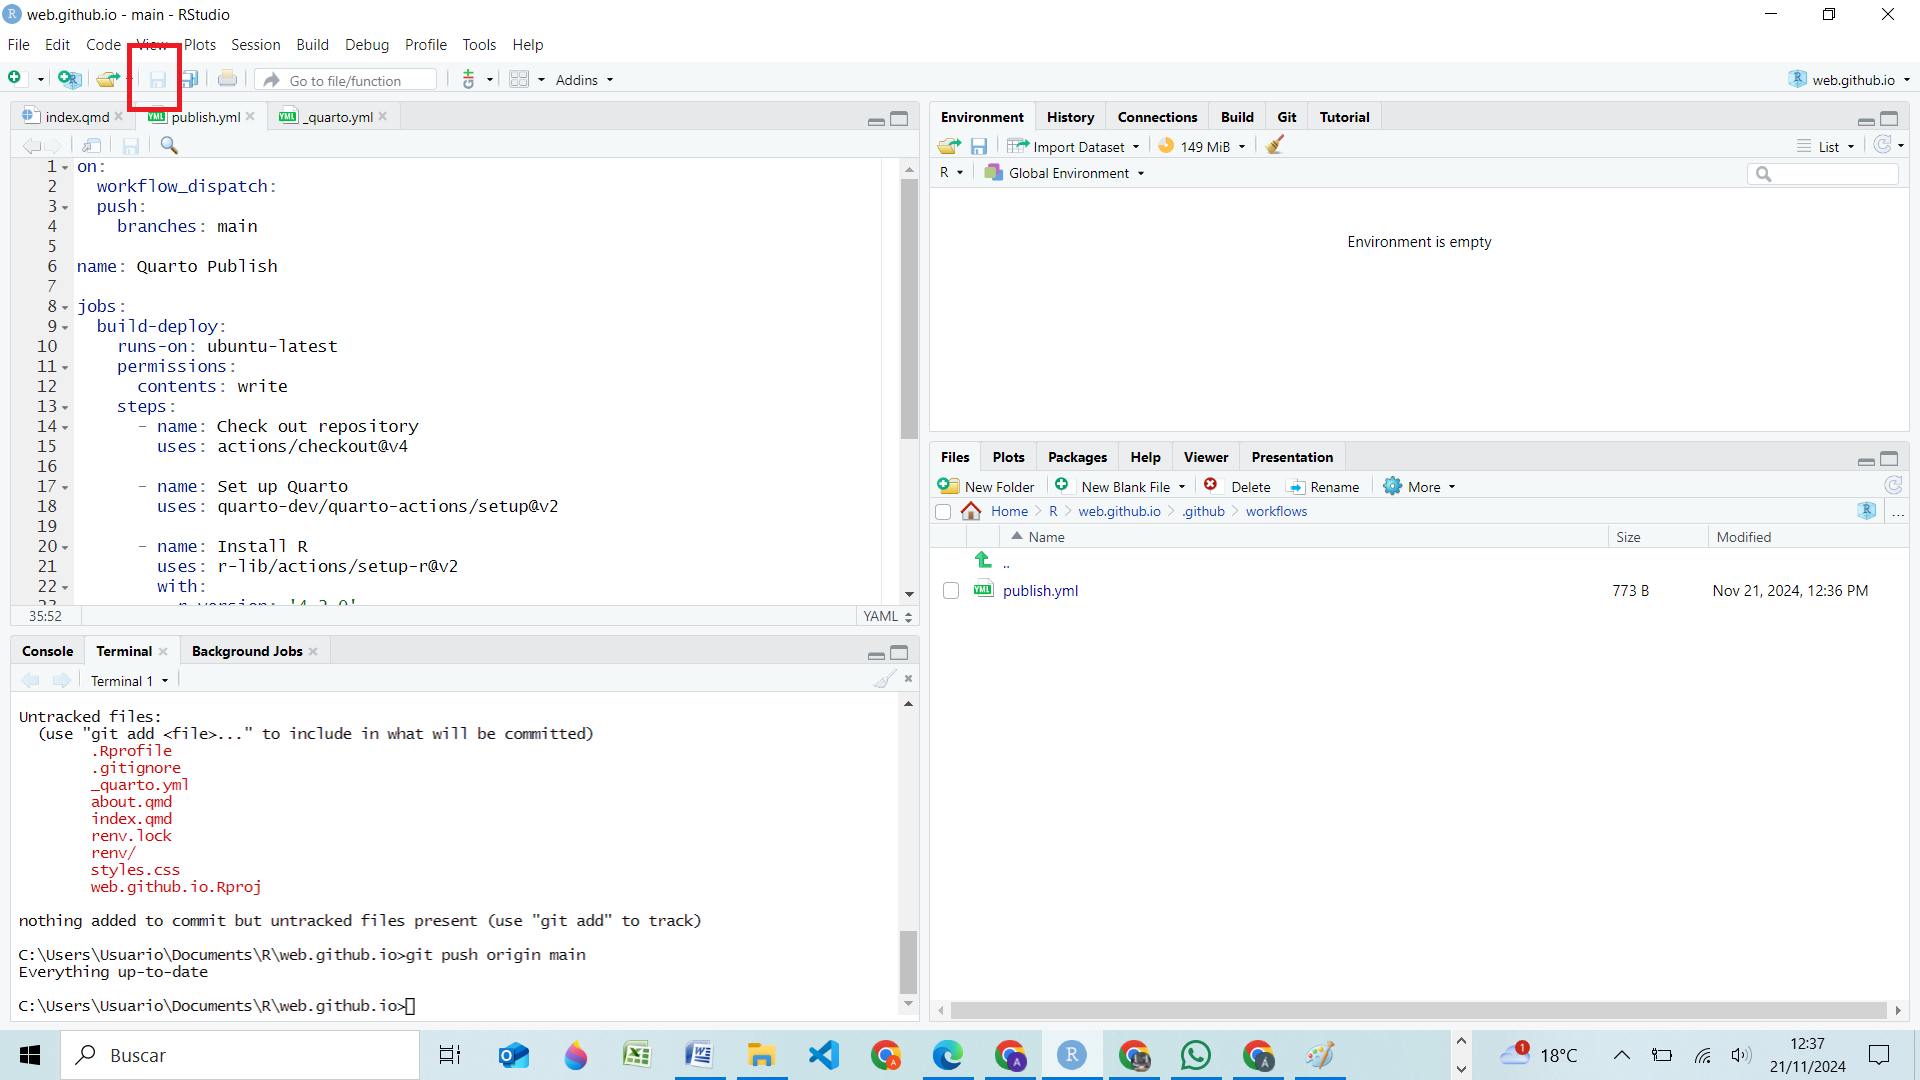 web.github.io - main - RStudio
File Edit Code View Plots Session Build Debug Profile Tools Help
Go to file/function Addins web.github.io
index.qmd publish.yml _quarto.yml
1 on:
2 workflow_dispatch:
3 push:
4 branches: main
5
6 name: Quarto Publish
7
8 jobs:
9 build-deploy:
10 runs-on: ubuntu-latest
11 permissions:
12 contents: write
13 steps:
14 - name: Check out repository
15 uses: actions/checkout@v4
16
17 - name: Set up Quarto
18 uses: quarto-dev/quarto-actions/setup@v2
19
20 - name: Install R
21 uses: r-lib/actions/setup-r@v2
22 with:
35:52 YAML
Console Terminal Background Jobs
Terminal 1
Untracked files:
(use "git add <file>..." to include in what will be committed)
.Rprofile
.gitignore
_quarto.yml
about.qmd
index.qmd
renv.lock
renv/
styles.css
web.github.io.Rproj
nothing added to commit but untracked files present (use "git add" to track)
C:\Users\Usuario\Documents\R\web.github.io>git push origin main
Everything up-to-date
C:\Users\Usuario\Documents\R\web.github.io>
Environment History Connections Build Git Tutorial
Import Dataset 149 MiB List
R Global Environment
Environment is empty
Files Plots Packages Help Viewer Presentation
New Folder New Blank File Delete Rename More
Home R web.github.io .github workflows ...
Name Size Modified
..
publish.yml 773 B Nov 21, 2024, 12:36 PM
Buscar 1 18°C 12:37
21/11/2024